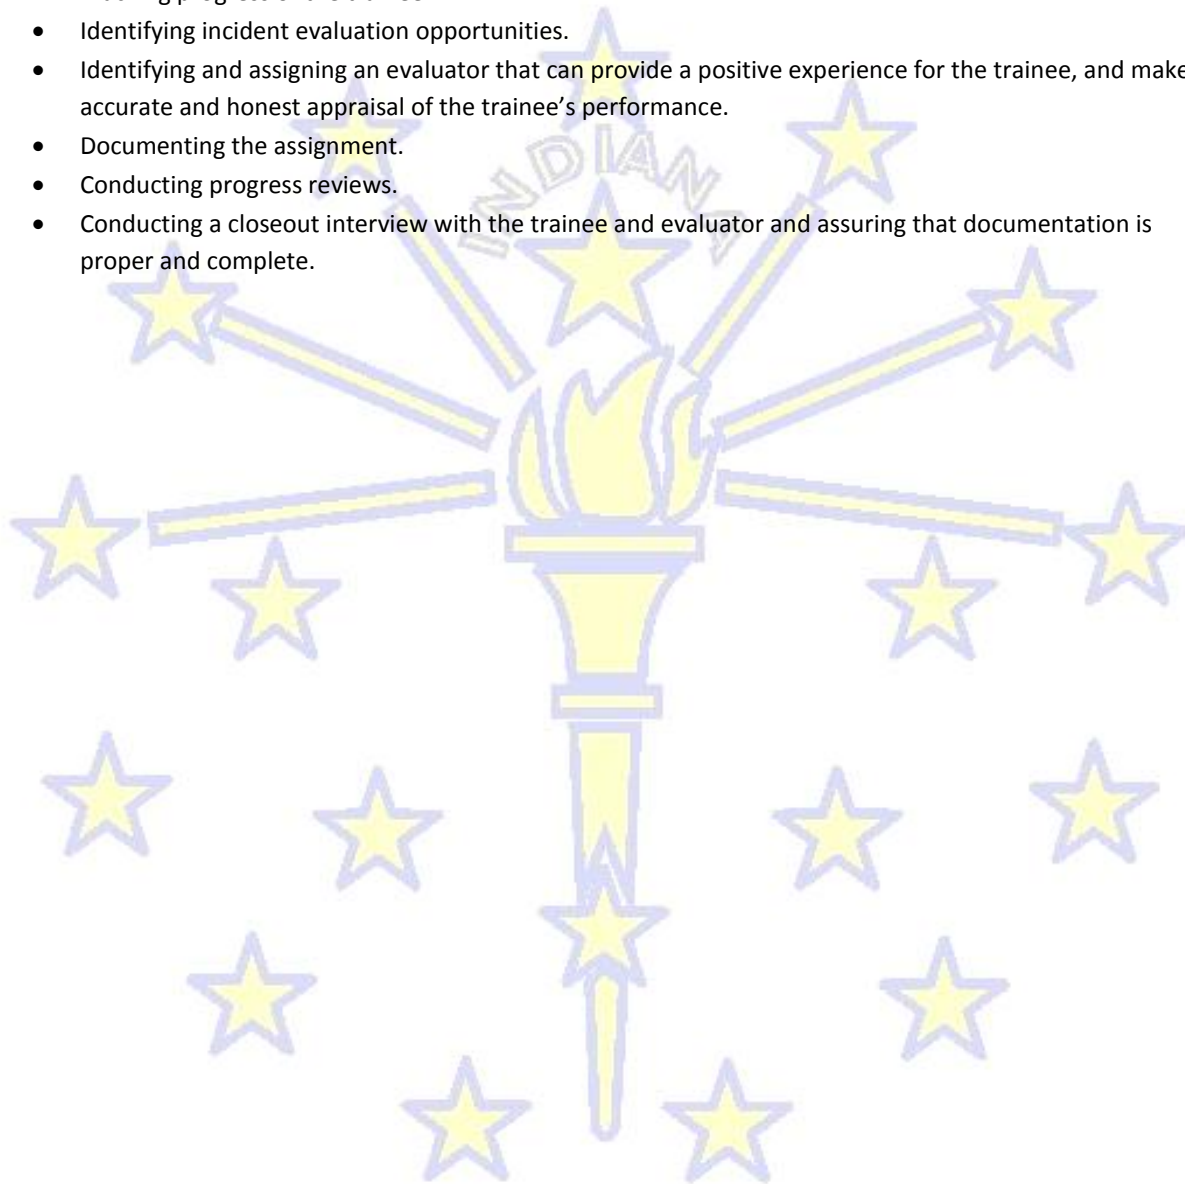 • Identifying incident evaluation opportunities.
• Identifying and assigning an evaluator that can provide a positive experience for the trainee, and make
accurate and honest appraisal of the trainee’s performance.
• Documenting the assignment.
INDIANA
• Conducting progress reviews.
• Conducting a closeout interview with the trainee and evaluator and assuring that documentation is
proper and complete.